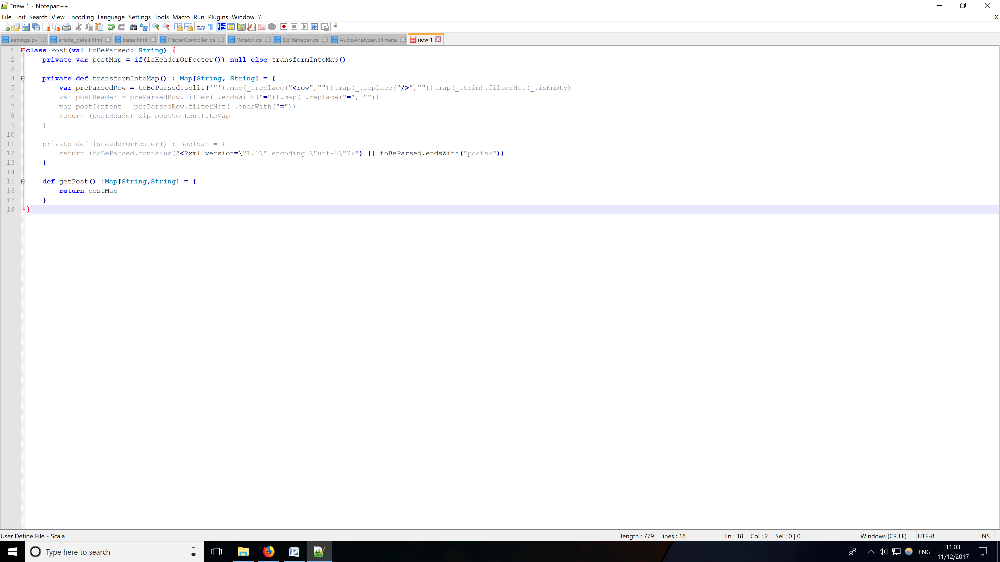 *new 1 - Notepad++
File Edit Search View Encoding Language Settings Tools Macro Run Plugins Window ? X
settings.py article_detail.html base.html PlayerController.cs Rotator.cs EqManager.cs AudioAnalyzer.dll.meta new 1
1 class Post(val toBeParsed: String) {
2     private var postMap = if(isHeaderOrFooter()) null else transformIntoMap()
3
4     private def transformIntoMap() : Map[String, String] = {
5         var preParsedRow = toBeParsed.split('"').map(_.replace("<row","")).map(_.replace("/>","")).map(_.trim).filterNot(_.isEmpty)
6         var postHeader = preParsedRow.filter(_.endsWith("=")).map(_.replace("=", ""))
7         var postContent = preParsedRow.filterNot(_.endsWith("="))
8         return (postHeader zip postContent).toMap
9     }
10
11     private def isHeaderOrFooter() : Boolean = {
12         return (toBeParsed.contains("<?xml version=\"1.0\" encoding=\"utf-8\"?>") || toBeParsed.endsWith("posts>"))
13     }
14
15     def getPost() :Map[String,String] = {
16         return postMap
17     }
18 }
User Define File - Scala length : 779 lines : 18 Ln : 18 Col : 2 Sel : 0 | 0 Windows (CR LF) UTF-8 INS
Type here to search ENG 11:03
11/12/2017